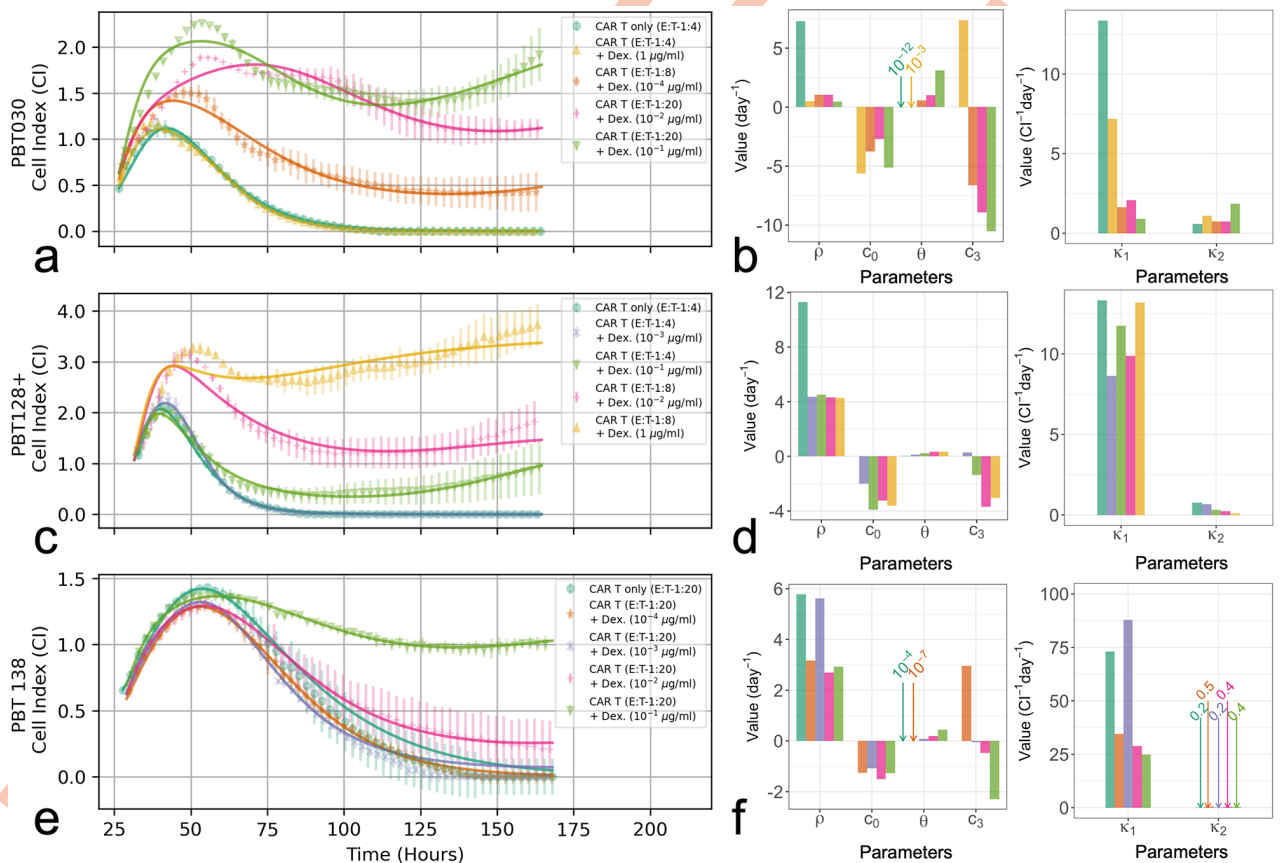 PBT030
Cell Index (CI)
2.0
1.5
1.0
0.5
0.0
CAR T only (E:T-1:4)
CAR T (E:T-1:4)
+ Dex. (1 μg/ml)
CAR T (E:T-1:8)
+ Dex. (10⁻⁴ μg/ml)
CAR T (E:T-1:20)
+ Dex. (10⁻² μg/ml)
CAR T (E:T-1:20)
+ Dex. (10⁻¹ μg/ml)
a
Value (day⁻¹)
5
0
-5
-10
10⁻¹²
10⁻³
ρ c₀ θ c₃
Parameters
b
Value (CI⁻¹day⁻¹)
10
5
0
κ₁ κ₂
Parameters
PBT128+
Cell Index (CI)
4.0
3.0
2.0
1.0
0.0
CAR T only (E:T-1:4)
CAR T (E:T-1:4)
+ Dex. (10⁻³ μg/ml)
CAR T (E:T-1:4)
+ Dex. (10⁻¹ μg/ml)
CAR T (E:T-1:8)
+ Dex. (10⁻² μg/ml)
CAR T (E:T-1:8)
+ Dex. (1 μg/ml)
c
Value (day⁻¹)
12
8
4
0
-4
ρ c₀ θ c₃
Parameters
d
Value (CI⁻¹day⁻¹)
10
5
0
κ₁ κ₂
Parameters
PBT 138
Cell Index (CI)
1.5
1.0
0.5
0.0
CAR T only (E:T-1:20)
CAR T (E:T-1:20)
+ Dex. (10⁻⁴ μg/ml)
CAR T (E:T-1:20)
+ Dex. (10⁻³ μg/ml)
CAR T (E:T-1:20)
+ Dex. (10⁻² μg/ml)
CAR T (E:T-1:20)
+ Dex. (10⁻¹ μg/ml)
25 50 75 100 125 150 175 200
Time (Hours)
e
Value (day⁻¹)
6
4
2
0
-2
10⁻⁴
10⁻⁷
ρ c₀ θ c₃
Parameters
f
Value (CI⁻¹day⁻¹)
100
75
50
25
0
0.2
0.5
0.2
0.4
0.4
κ₁ κ₂
Parameters